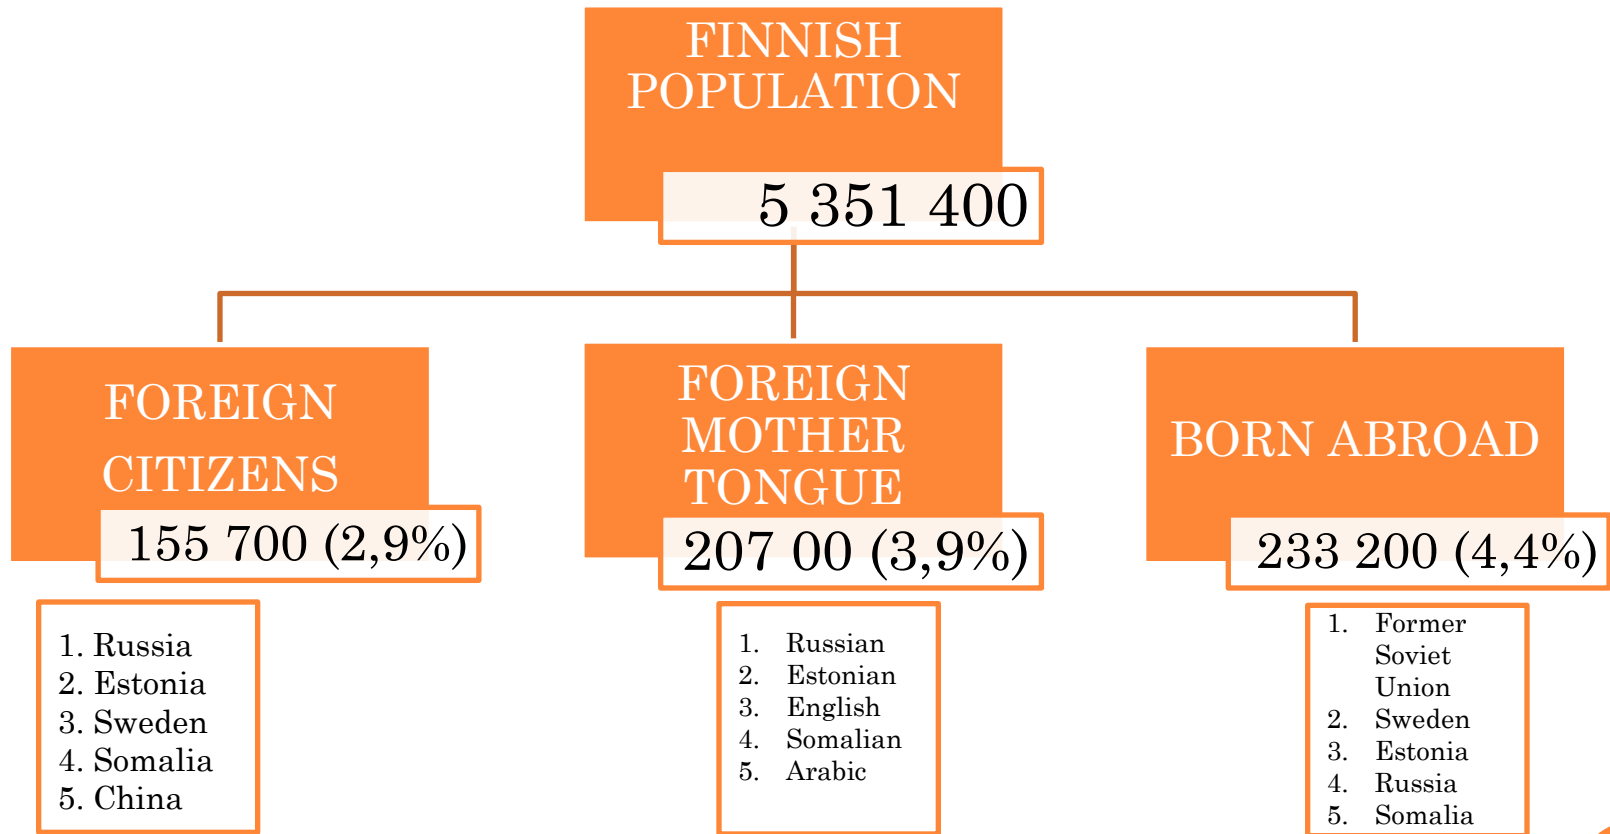 FINNISH
POPULATION
5 351 400
FOREIGN
CITIZENS
155 700 (2,9%)
1. Russia
2. Estonia
3. Sweden
4. Somalia
5. China
FOREIGN
MOTHER
TONGUE
207 00 (3,9%)
1. Russian
2. Estonian
3. English
4. Somalian
5. Arabic
BORN ABROAD
233 200 (4,4%)
1. Former
Soviet
Union
2. Sweden
3. Estonia
4. Russia
5. Somalia